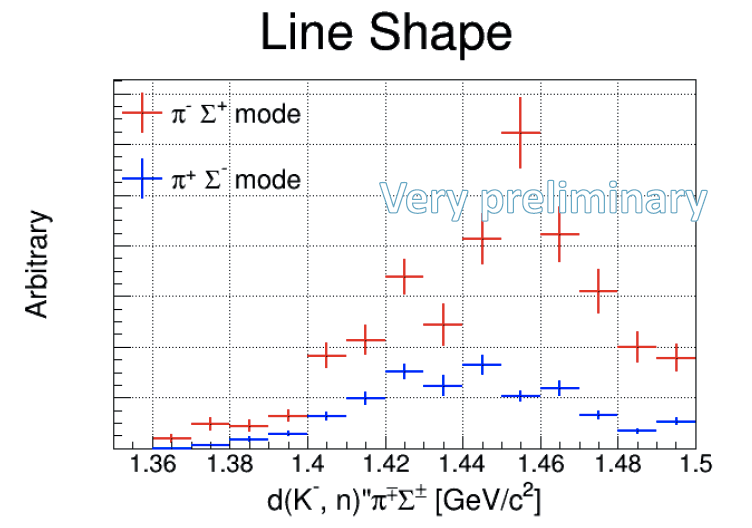 Line Shape
π⁻ Σ⁺ mode
π⁺ Σ⁻ mode
Very preliminary
Arbitrary
1.36 1.38 1.4 1.42 1.44 1.46 1.48 1.5
d(K⁻, n)"π∓Σ± [GeV/c²]